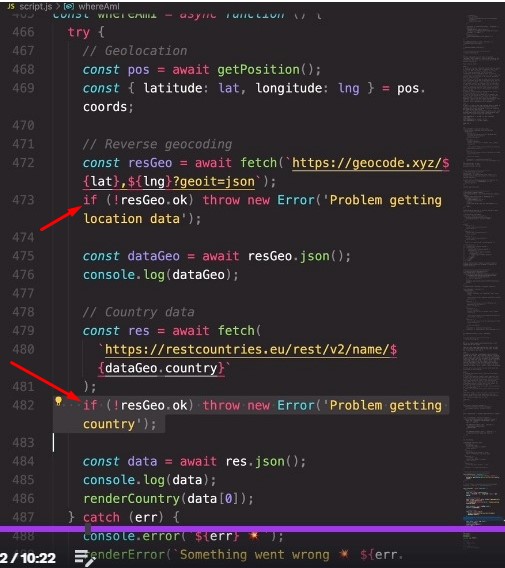 JS script.js > whereAmI
465 const whereAmI = async function () {
466 try {
467 // Geolocation
468 const pos = await getPosition();
469 const { latitude: lat, longitude: lng } = pos.
coords;
470
471 // Reverse geocoding
472 const resGeo = await fetch(`https://geocode.xyz/$
{lat},${lng}?geoit=json`);
473 if (!resGeo.ok) throw new Error('Problem getting
location data');
474
475 const dataGeo = await resGeo.json();
476 console.log(dataGeo);
477
478 // Country data
479 const res = await fetch(
480 `https://restcountries.eu/rest/v2/name/$
{dataGeo.country}`
481 );
482 if (!resGeo.ok) throw new Error('Problem getting
country');
483
484 const data = await res.json();
485 console.log(data);
486 renderCountry(data[0]);
487 } catch (err) {
488 console.error(`${err} 💥 `);
489 renderError(`Something went wrong 💥 ${err.
2 / 10:22